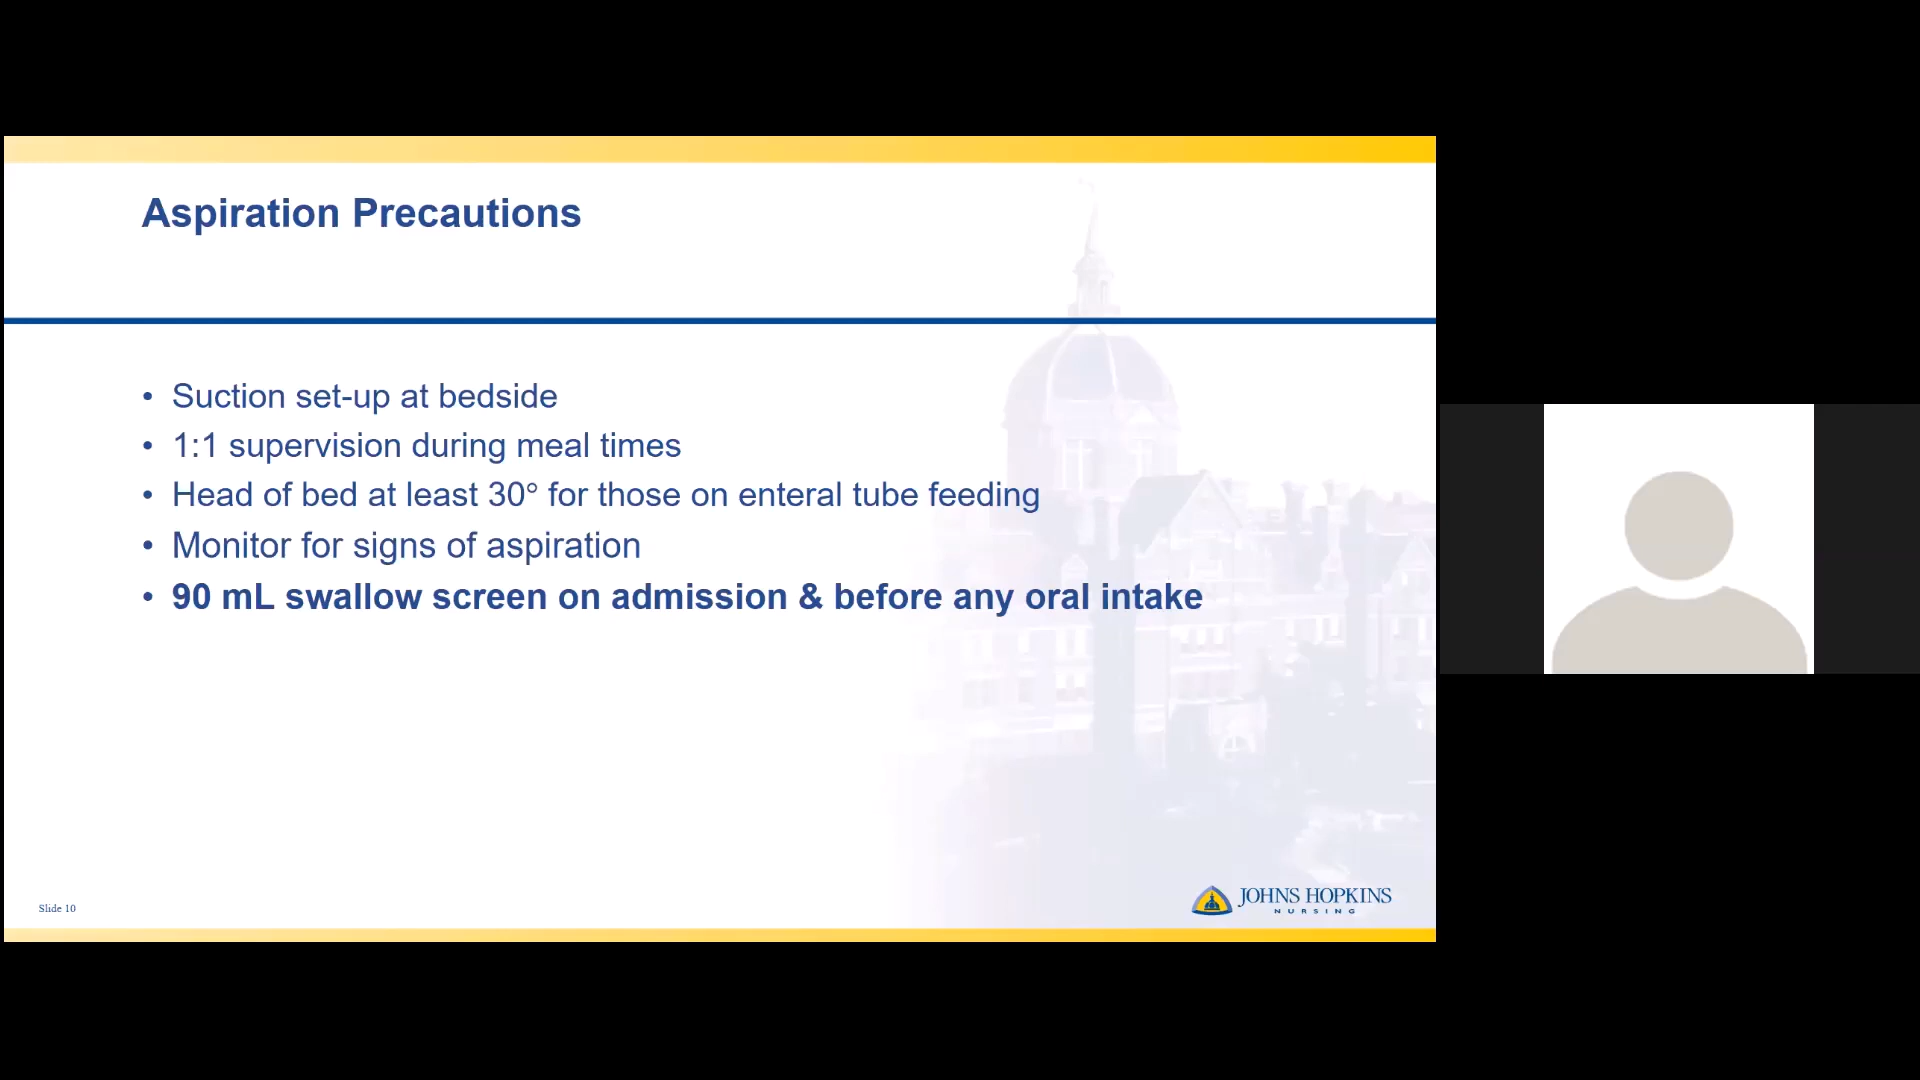 Aspiration Precautions
• Suction set-up at bedside
• 1:1 supervision during meal times
• Head of bed at least 30° for those on enteral tube feeding
• Monitor for signs of aspiration
• 90 mL swallow screen on admission & before any oral intake
Slide 10
JOHNS HOPKINS
NURSING